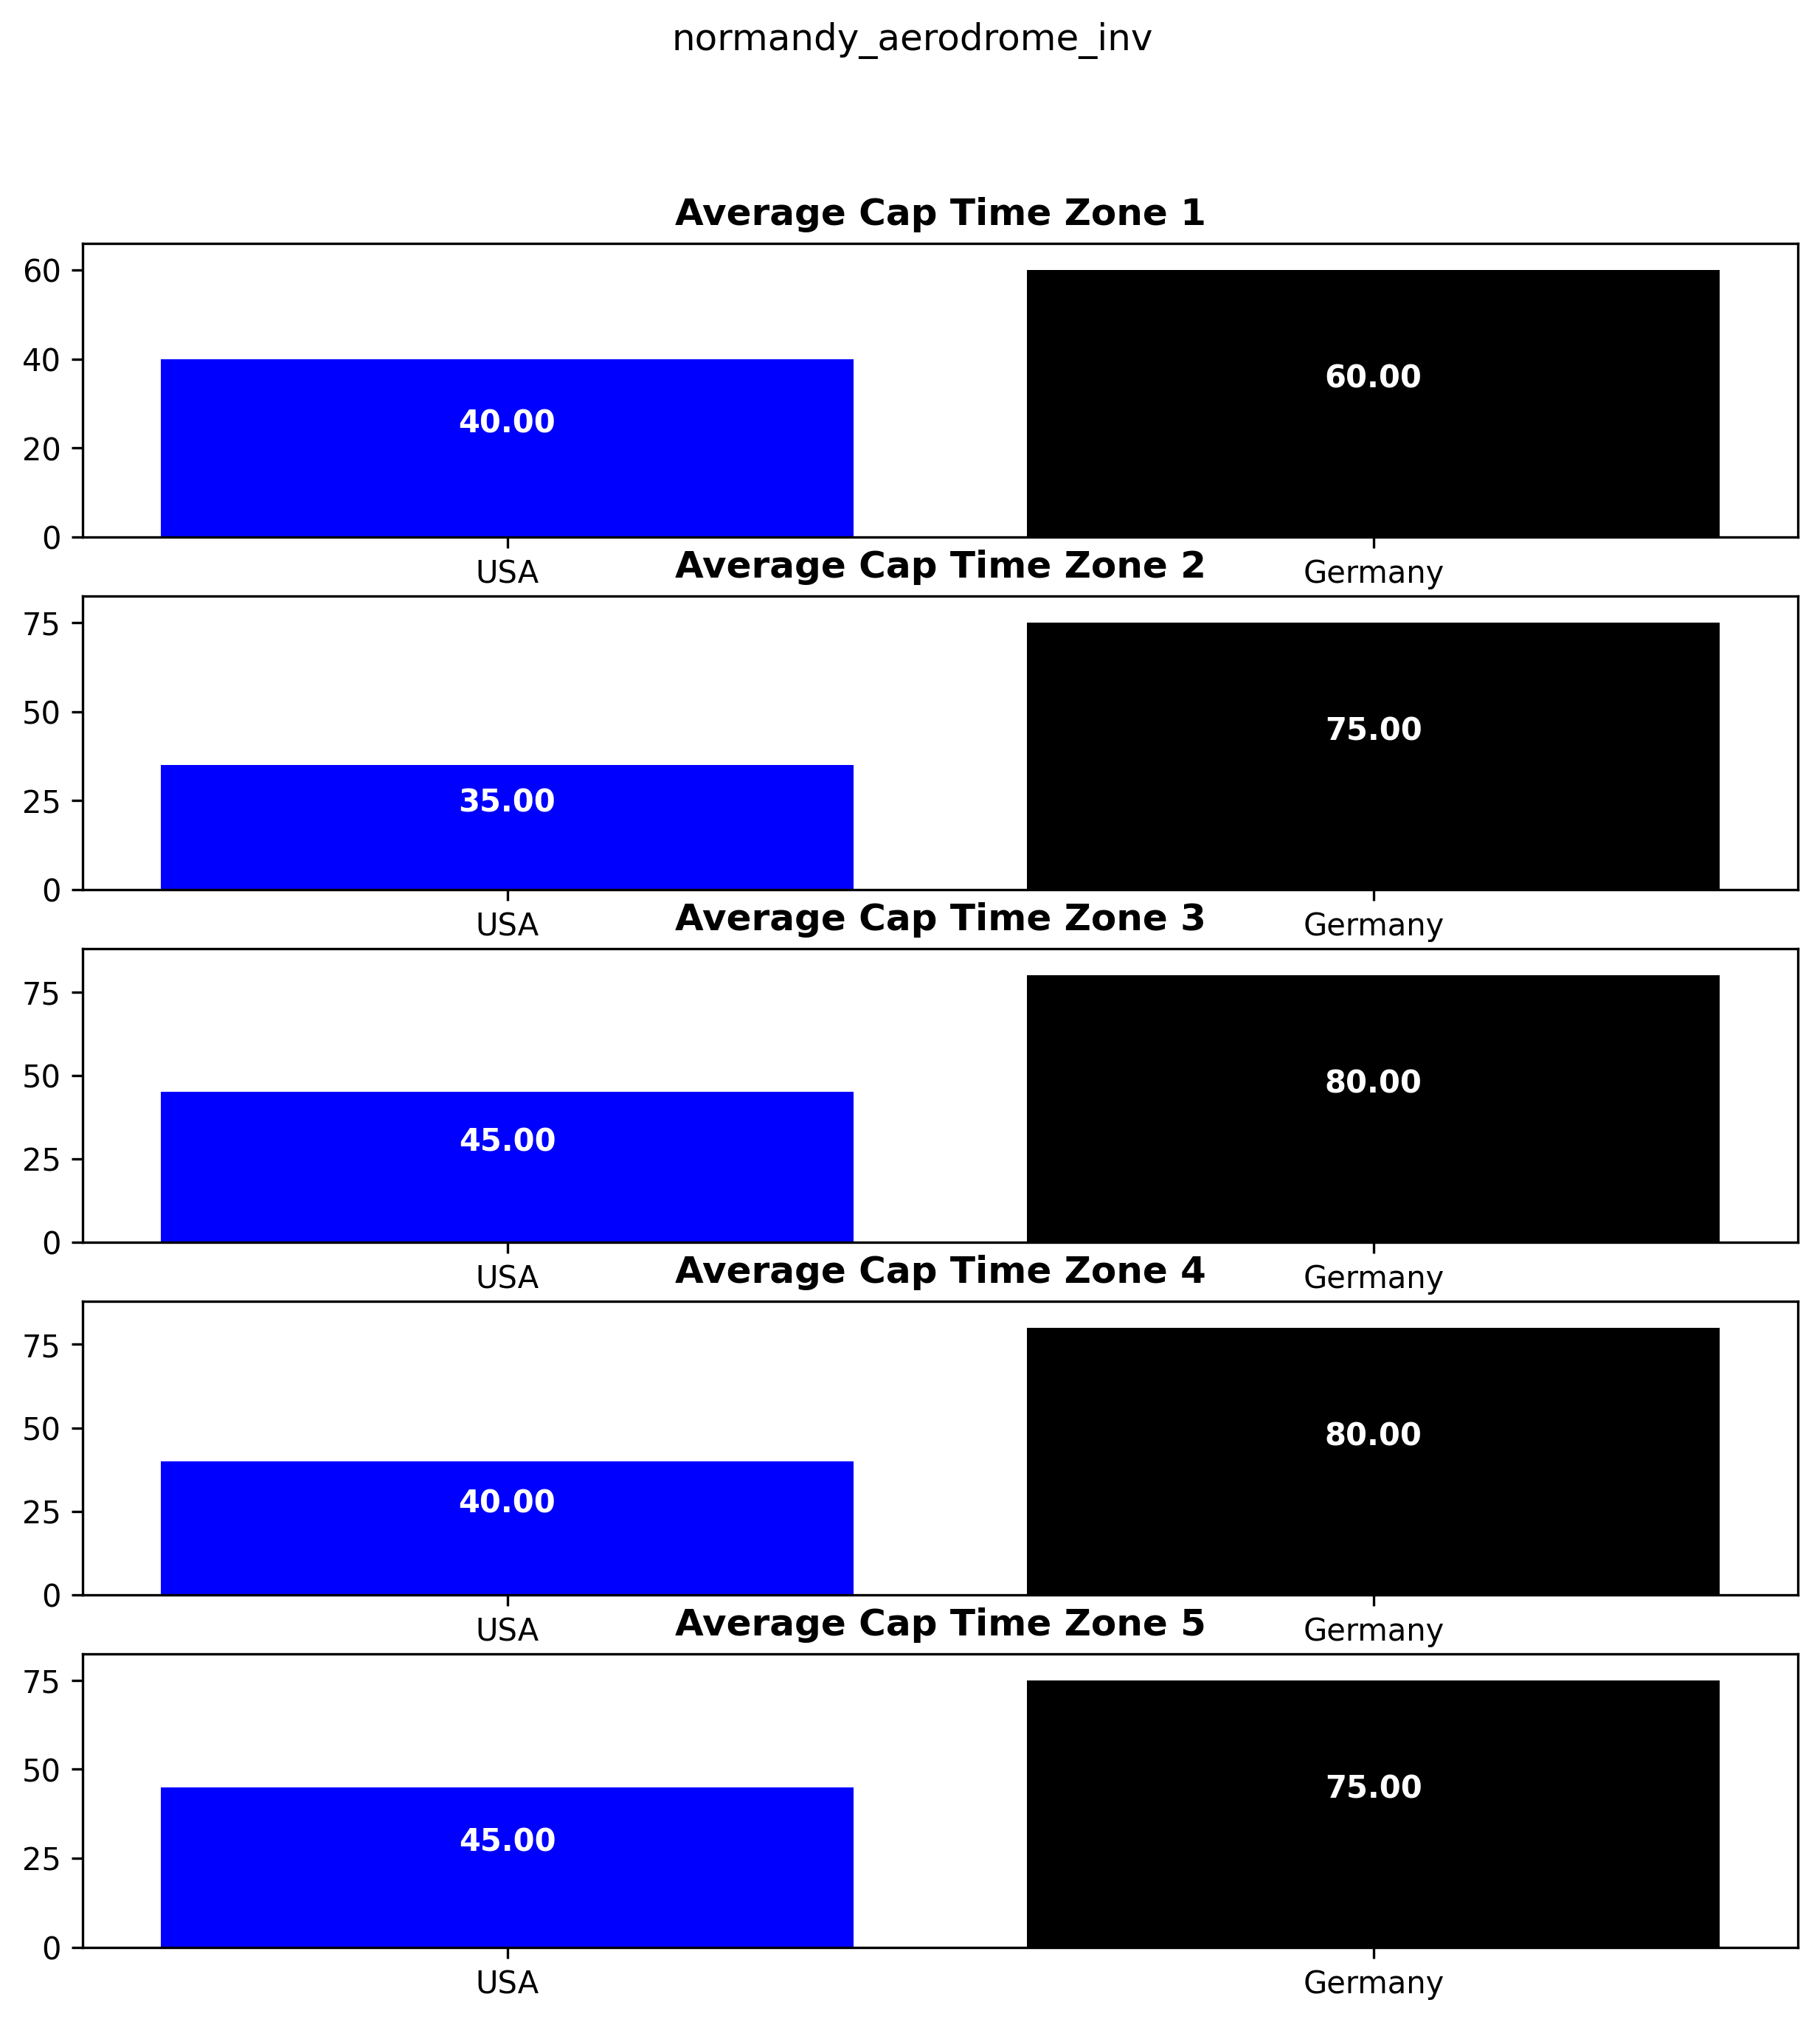 normandy_aerodrome_inv
Average Cap Time Zone 1
60
40
20
0
40.00
60.00
USA
Germany
Average Cap Time Zone 2
75
50
25
0
35.00
75.00
USA
Germany
Average Cap Time Zone 3
75
50
25
0
45.00
80.00
USA
Germany
Average Cap Time Zone 4
75
50
25
0
40.00
80.00
USA
Germany
Average Cap Time Zone 5
75
50
25
0
45.00
75.00
USA
Germany